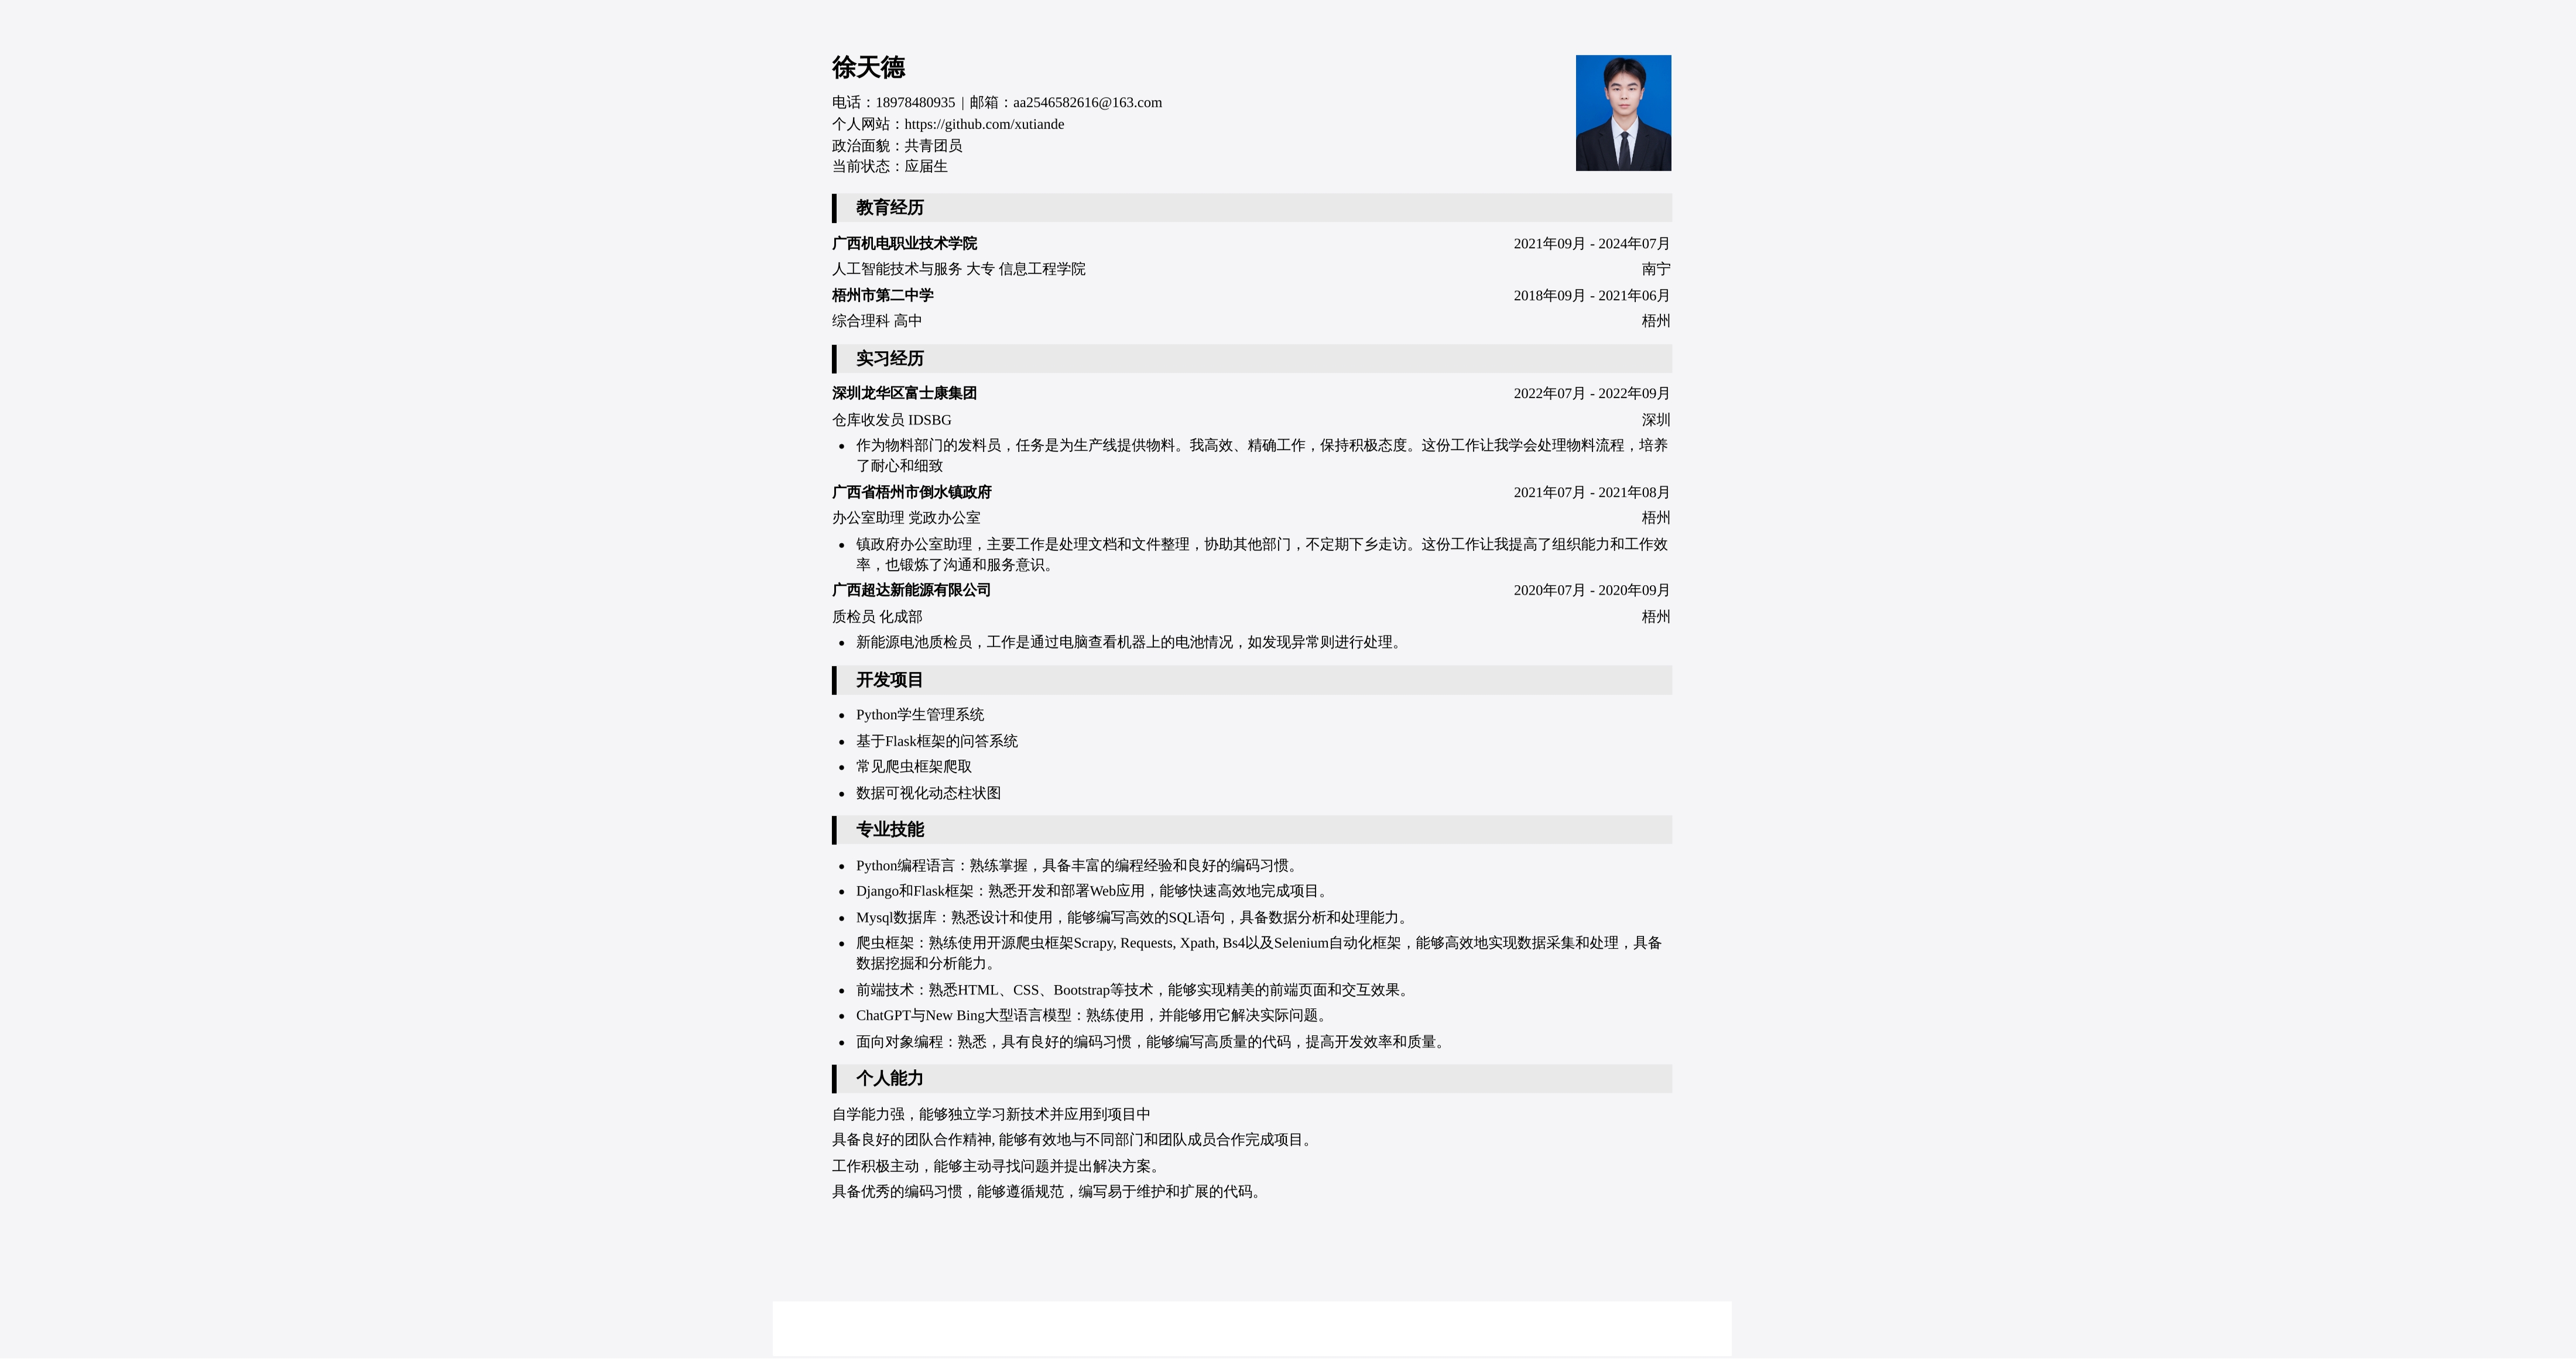 徐天德
电话：18978480935 | 邮箱：aa2546582616@163.com
个人网站：https://github.com/xutiande
政治面貌：共青团员
当前状态：应届生
教育经历
广西机电职业技术学院 2021年09月 - 2024年07月
人工智能技术与服务 大专 信息工程学院 南宁
梧州市第二中学 2018年09月 - 2021年06月
综合理科 高中 梧州
实习经历
深圳龙华区富士康集团 2022年07月 - 2022年09月
仓库收发员 IDSBG 深圳
• 作为物料部门的发料员，任务是为生产线提供物料。我高效、精确工作，保持积极态度。这份工作让我学会处理物料流程，培养
了耐心和细致
广西省梧州市倒水镇政府 2021年07月 - 2021年08月
办公室助理 党政办公室 梧州
• 镇政府办公室助理，主要工作是处理文档和文件整理，协助其他部门，不定期下乡走访。这份工作让我提高了组织能力和工作效
率，也锻炼了沟通和服务意识。
广西超达新能源有限公司 2020年07月 - 2020年09月
质检员 化成部 梧州
• 新能源电池质检员，工作是通过电脑查看机器上的电池情况，如发现异常则进行处理。
开发项目
• Python学生管理系统
• 基于Flask框架的问答系统
• 常见爬虫框架爬取
• 数据可视化动态柱状图
专业技能
• Python编程语言：熟练掌握，具备丰富的编程经验和良好的编码习惯。
• Django和Flask框架：熟悉开发和部署Web应用，能够快速高效地完成项目。
• Mysql数据库：熟悉设计和使用，能够编写高效的SQL语句，具备数据分析和处理能力。
• 爬虫框架：熟练使用开源爬虫框架Scrapy, Requests, Xpath, Bs4以及Selenium自动化框架，能够高效地实现数据采集和处理，具备
数据挖掘和分析能力。
• 前端技术：熟悉HTML、CSS、Bootstrap等技术，能够实现精美的前端页面和交互效果。
• ChatGPT与New Bing大型语言模型：熟练使用，并能够用它解决实际问题。
• 面向对象编程：熟悉，具有良好的编码习惯，能够编写高质量的代码，提高开发效率和质量。
个人能力
自学能力强，能够独立学习新技术并应用到项目中
具备良好的团队合作精神, 能够有效地与不同部门和团队成员合作完成项目。
工作积极主动，能够主动寻找问题并提出解决方案。
具备优秀的编码习惯，能够遵循规范，编写易于维护和扩展的代码。